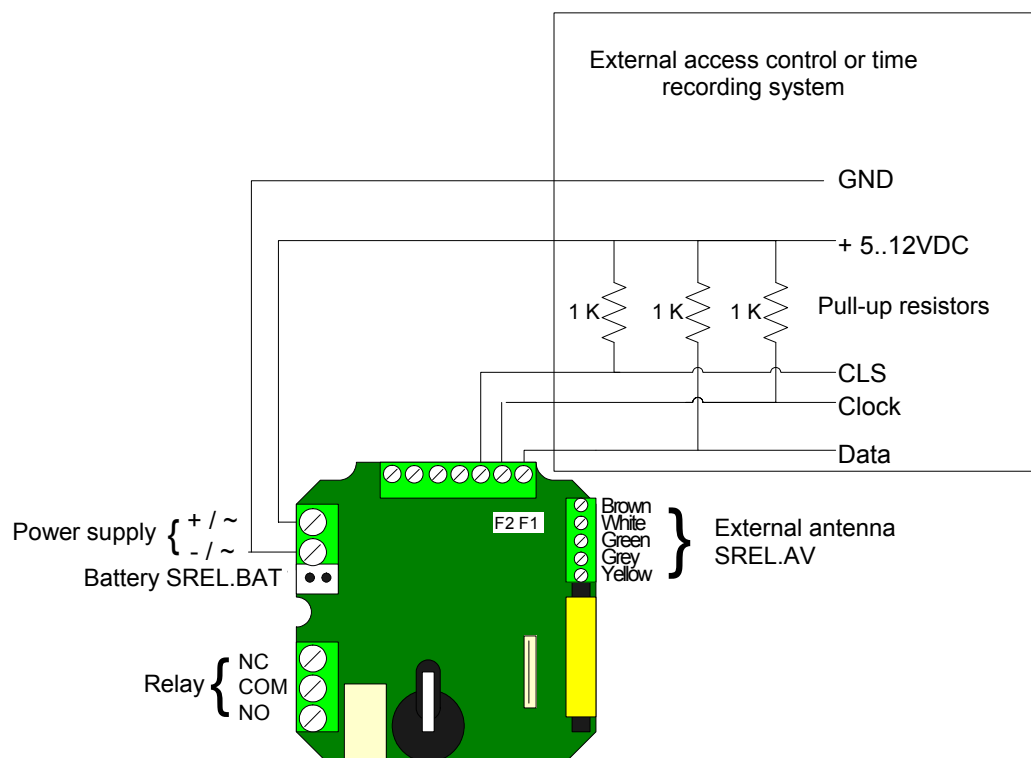 External access control or time
recording system
GND
+ 5..12VDC
1 K
1 K
1 K
Pull-up resistors
CLS
Clock
Data
Power supply
+ / ~
- / ~
Battery SREL.BAT
F2 F1
Brown
White
Green
Grey
Yellow
External antenna
SREL.AV
Relay
NC
COM
NO